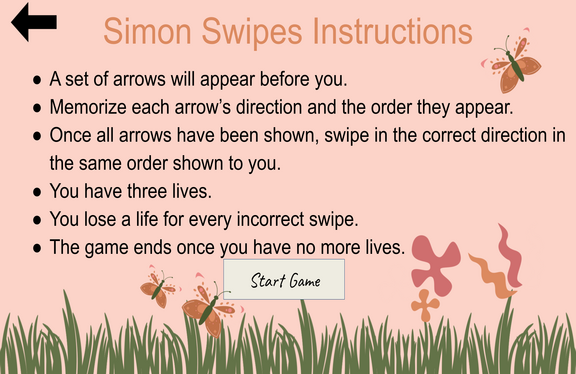 Simon Swipes Instructions
● A set of arrows will appear before you.
● Memorize each arrow’s direction and the order they appear.
● Once all arrows have been shown, swipe in the correct direction in
the same order shown to you.
● You have three lives.
● You lose a life for every incorrect swipe.
● The game ends once you have no more lives.
Start Game